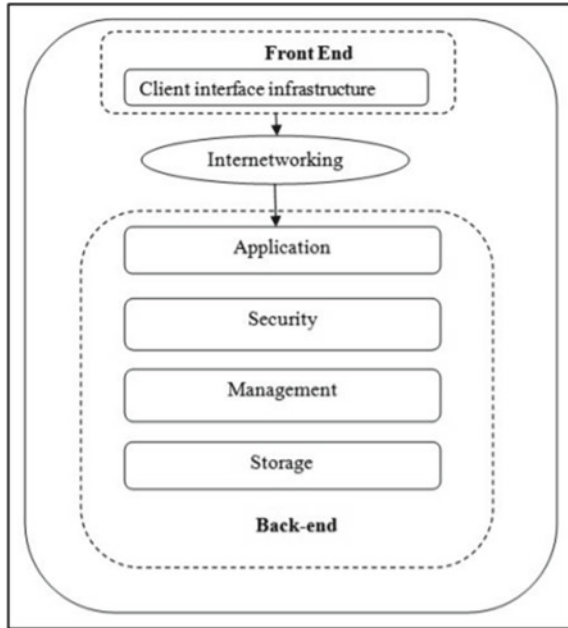 Front End
Client interface infrastructure
Internetworking
Application
Security
Management
Storage
Back-end